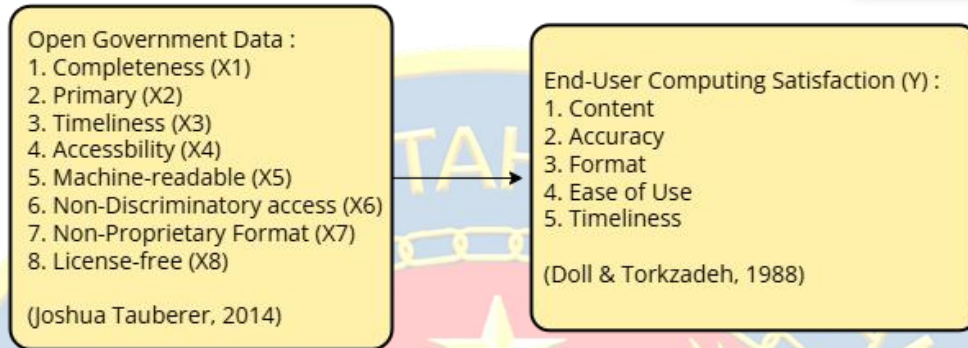 Open Government Data :
1. Completeness (X1)
2. Primary (X2)
3. Timeliness (X3)
4. Accessbility (X4)
5. Machine-readable (X5)
6. Non-Discriminatory access (X6)
7. Non-Proprietary Format (X7)
8. License-free (X8)
(Joshua Tauberer, 2014)
End-User Computing Satisfaction (Y) :
1. Content
2. Accuracy
3. Format
4. Ease of Use
5. Timeliness
(Doll & Torkzadeh, 1988)